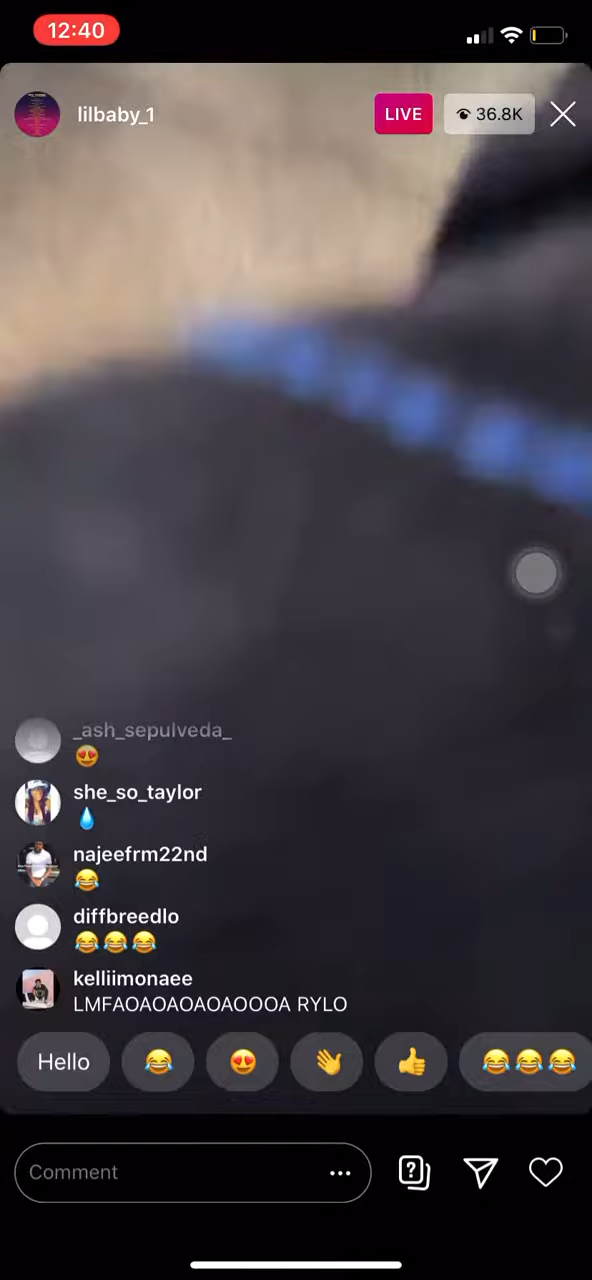 12:40
lilbaby_1
LIVE
36.8K
_ash_sepulveda_
😍
she_so_taylor
💧
najeefrm22nd
😂
diffbreedlo
😂😂😂
kelliimonaee
LMFAOAOAOAOAOOOA RYLO
Hello 😂 😍 👋 👍 😂😂😂
Comment